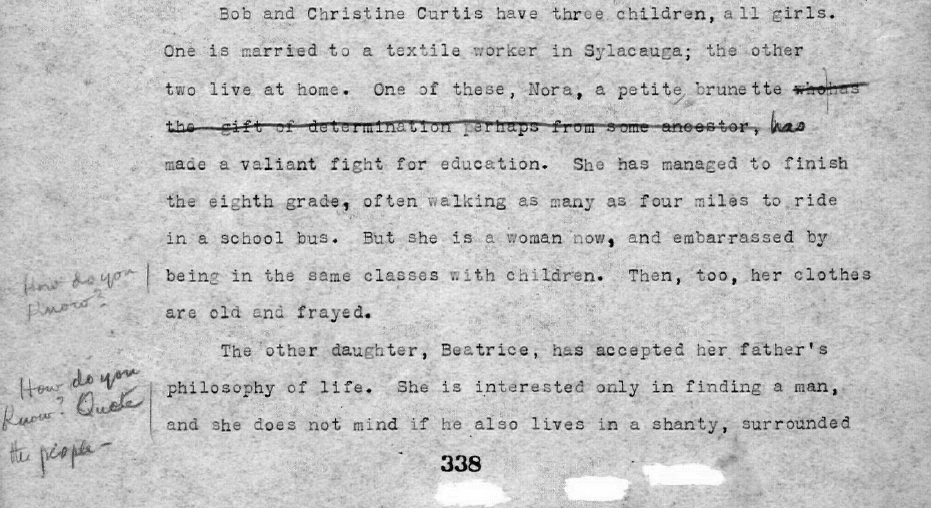 Bob and Christine Curtis have three children, all girls.
One is married to a textile worker in Sylacauga; the other
two live at home. One of these, Nora, a petite brunette who has
the gift of determination perhaps from some ancestor, has
made a valiant fight for education. She has managed to finish
the eighth grade, often walking as many as four miles to ride
in a school bus. But she is a woman now, and embarrassed by
How do you
being in the same classes with children. Then, too, her clothes
Know?
are old and frayed.
The other daughter, Beatrice, has accepted her father's
How do you
philosophy of life. She is interested only in finding a man,
Know? Quote
and she does not mind if he also lives in a shanty, surrounded
the people-
338